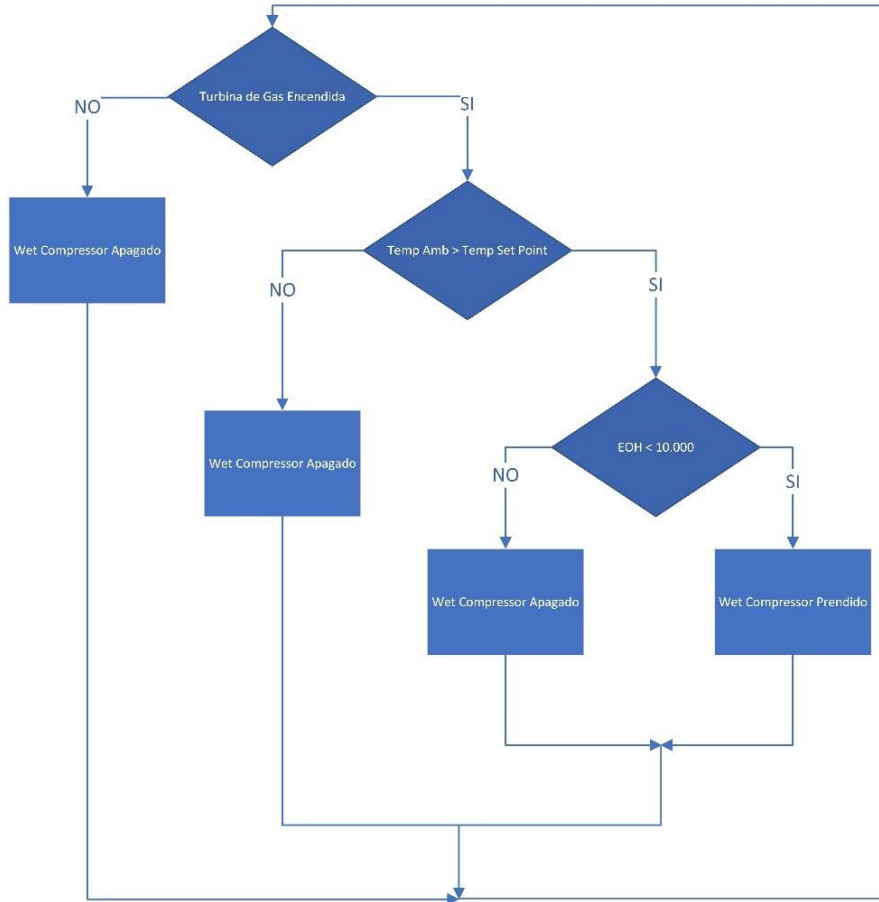 Turbina de Gas Encendida
NO
SI
Wet Compressor Apagado
Temp Amb > Temp Set Point
NO
SI
Wet Compressor Apagado
EOH < 10.000
NO
SI
Wet Compressor Apagado
Wet Compressor Prendido